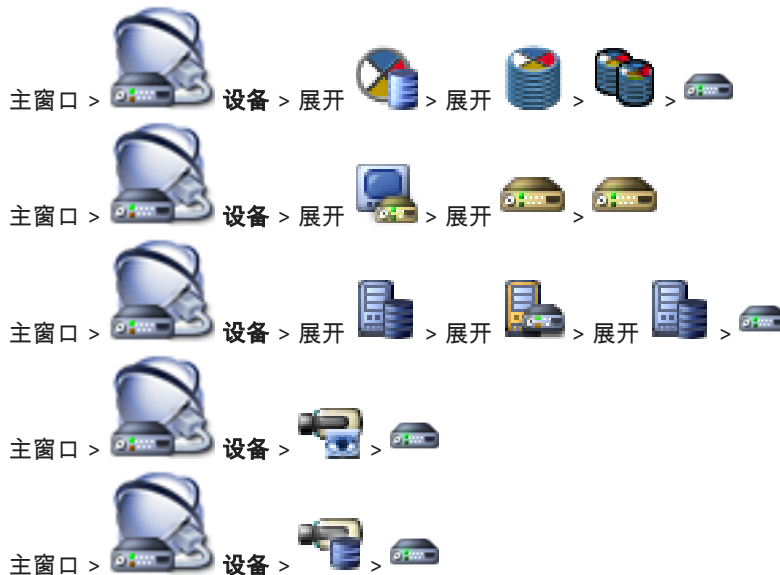 主窗口 > 设备 > 展开 > 展开 > >
主窗口 > 设备 > 展开 > 展开 >
主窗口 > 设备 > 展开 > 展开 > 展开 >
主窗口 > 设备 > >
主窗口 > 设备 > >